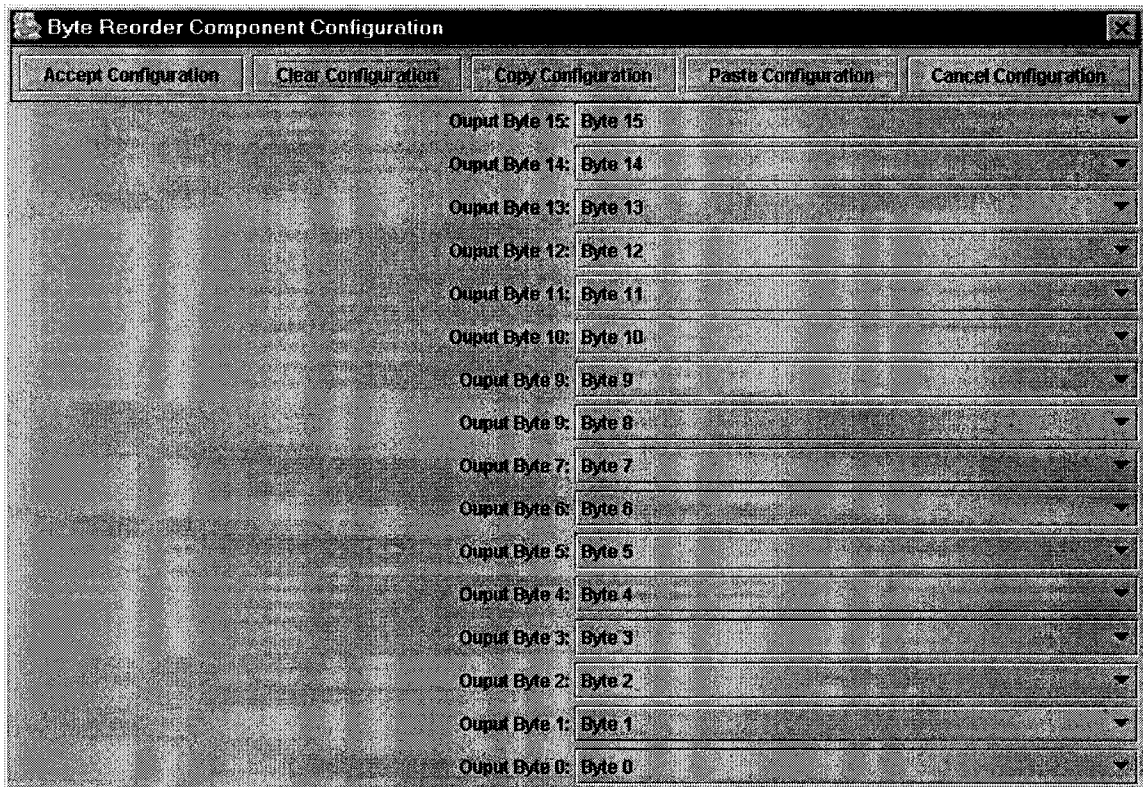 Byte Reorder Component Configuration
Accept Configuration Clear Configuration Copy Configuration Paste Configuration Cancel Configuration
Ouput Byte 15: Byte 15
Ouput Byte 14: Byte 14
Ouput Byte 13: Byte 13
Ouput Byte 12: Byte 12
Ouput Byte 11: Byte 11
Ouput Byte 10: Byte 10
Ouput Byte 9: Byte 9
Ouput Byte 9: Byte 8
Ouput Byte 7: Byte 7
Ouput Byte 6: Byte 6
Ouput Byte 5: Byte 5
Ouput Byte 4: Byte 4
Ouput Byte 3: Byte 3
Ouput Byte 2: Byte 2
Ouput Byte 1: Byte 1
Ouput Byte 0: Byte 0